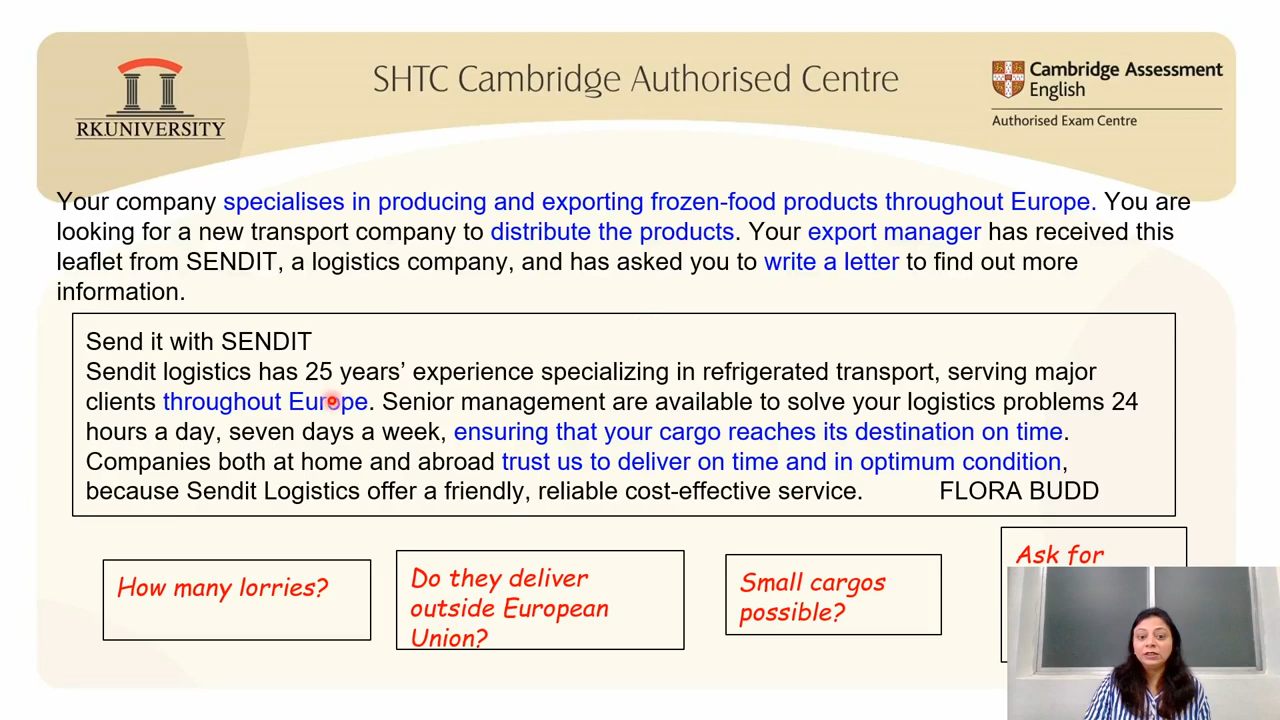 SHTC Cambridge Authorised Centre
RKUNIVERSITY
Cambridge Assessment
English
Authorised Exam Centre
Your company specialises in producing and exporting frozen-food products throughout Europe. You are
looking for a new transport company to distribute the products. Your export manager has received this
leaflet from SENDIT, a logistics company, and has asked you to write a letter to find out more
information.
Send it with SENDIT
Sendit logistics has 25 years’ experience specializing in refrigerated transport, serving major
clients throughout Europe. Senior management are available to solve your logistics problems 24
hours a day, seven days a week, ensuring that your cargo reaches its destination on time.
Companies both at home and abroad trust us to deliver on time and in optimum condition,
because Sendit Logistics offer a friendly, reliable cost-effective service. FLORA BUDD
How many lorries?
Do they deliver
outside European
Union?
Small cargos
possible?
Ask for